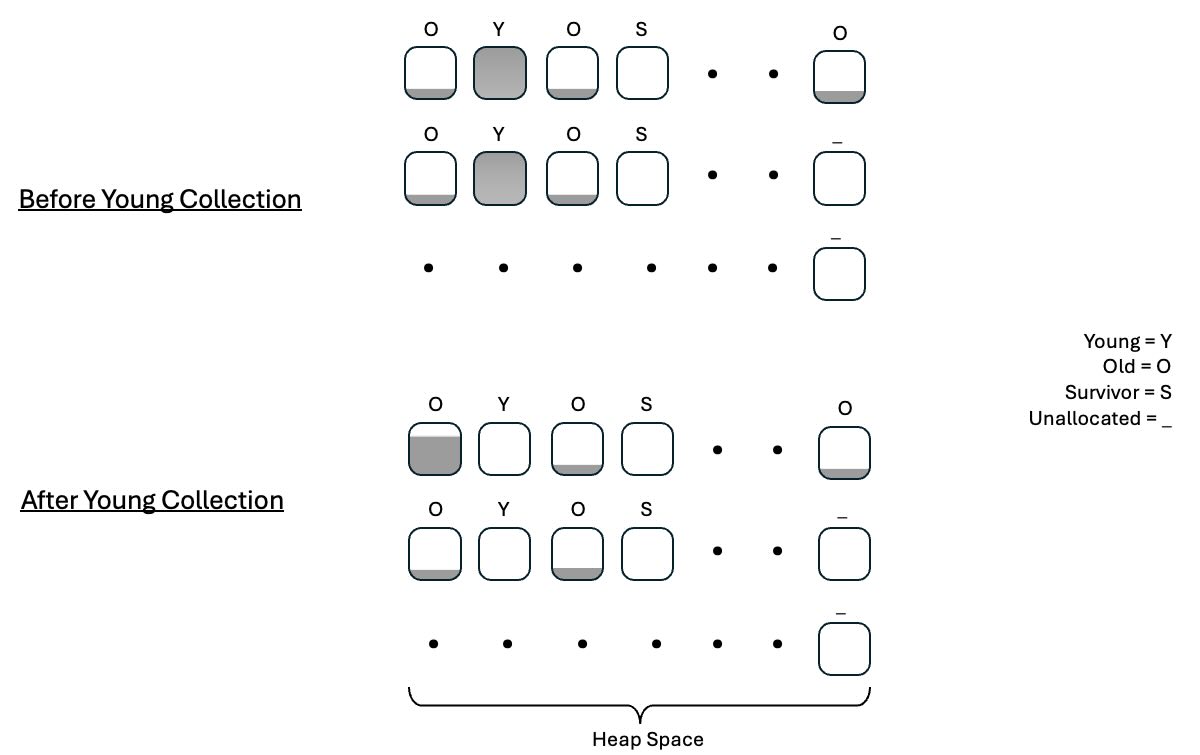 O Y O S O
O Y O S _
Before Young Collection
_
Young = Y
Old = O
Survivor = S
Unallocated = _
O Y O S O
After Young Collection
O Y O S _
_
Heap Space